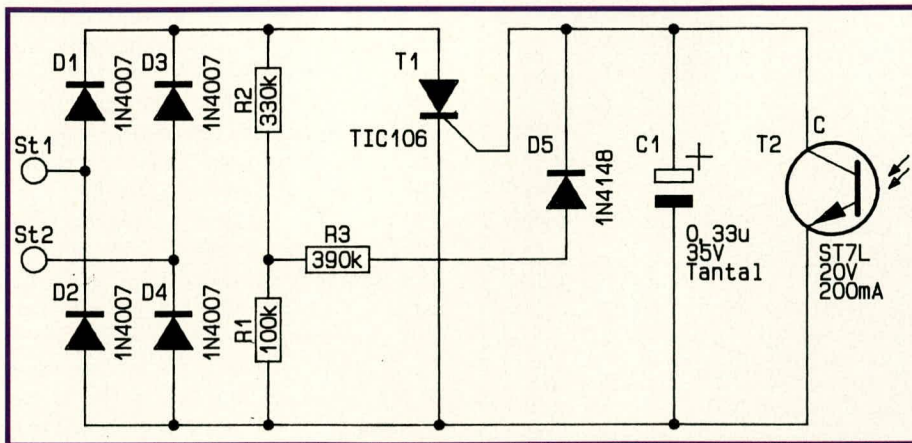 D1
1N4007
D3
1N4007
R2
330k
T1
TIC106
St1
St2
D5
1N4148
C1
+
0,33u
35V
Tantal
T2
C
ST7L
20V
200mA
R3
390k
D2
1N4007
D4
1N4007
R1
100k